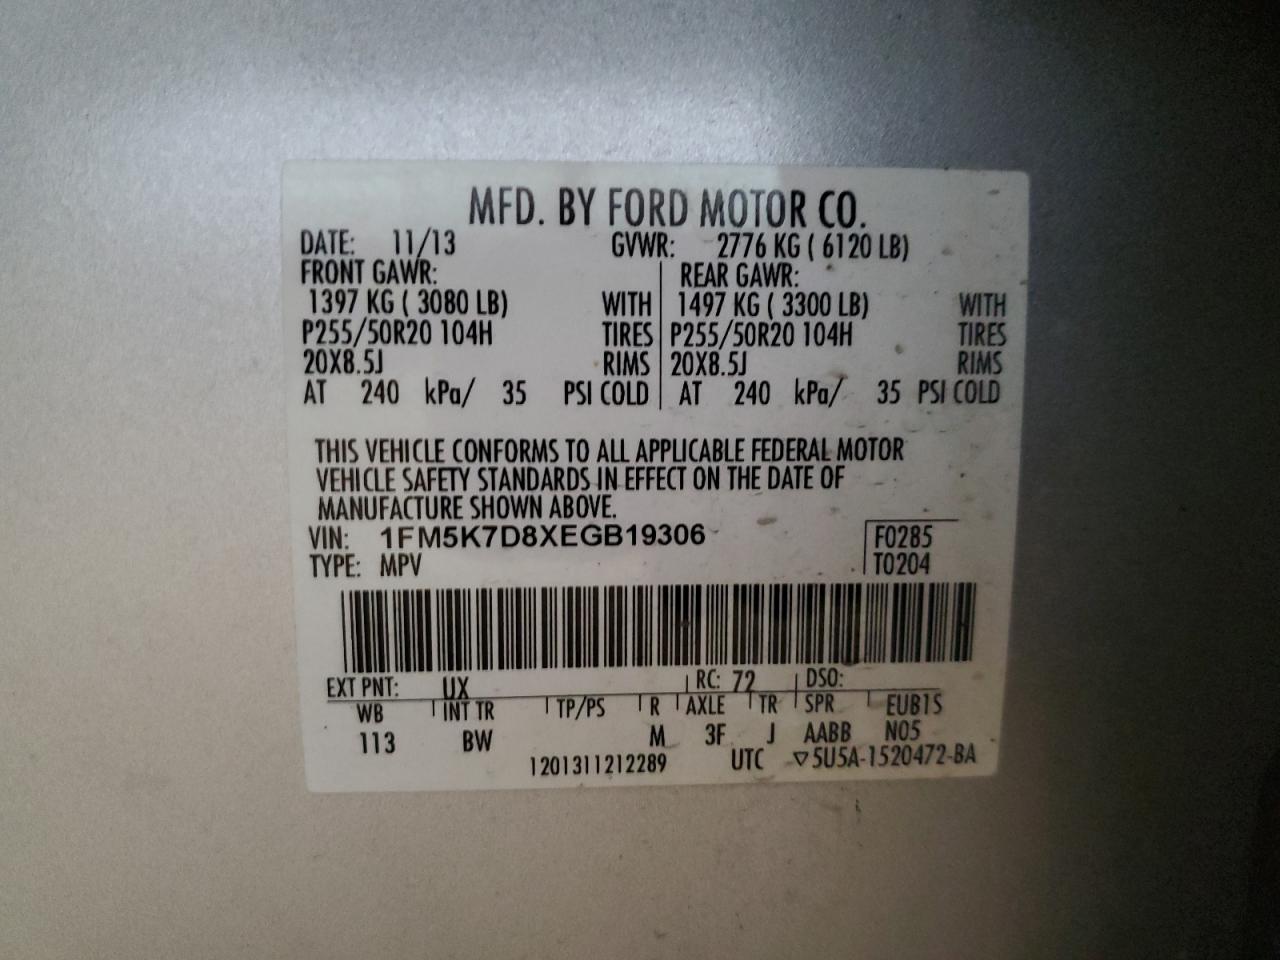 MFD. BY FORD MOTOR CO.
DATE: 11/13 GVWR: 2776 KG ( 6120 LB)
FRONT GAWR: REAR GAWR:
1397 KG ( 3080 LB) WITH 1497 KG ( 3300 LB) WITH
P255/50R20 104H TIRES P255/50R20 104H TIRES
20X8.5J RIMS 20X8.5J RIMS
AT 240 kPa/ 35 PSI COLD AT 240 kPa/ 35 PSI COLD
THIS VEHICLE CONFORMS TO ALL APPLICABLE FEDERAL MOTOR
VEHICLE SAFETY STANDARDS IN EFFECT ON THE DATE OF
MANUFACTURE SHOWN ABOVE.
VIN: 1FM5K7D8XEGB19306 F0285
TYPE: MPV T0204
EXT PNT: UX RC: 72 DSO:
WB INT TR TP/PS R AXLE TR SPR EUB1S
113 BW M 3F J AABB N05
1201311212289 UTC ▽5U5A-1520472-BA